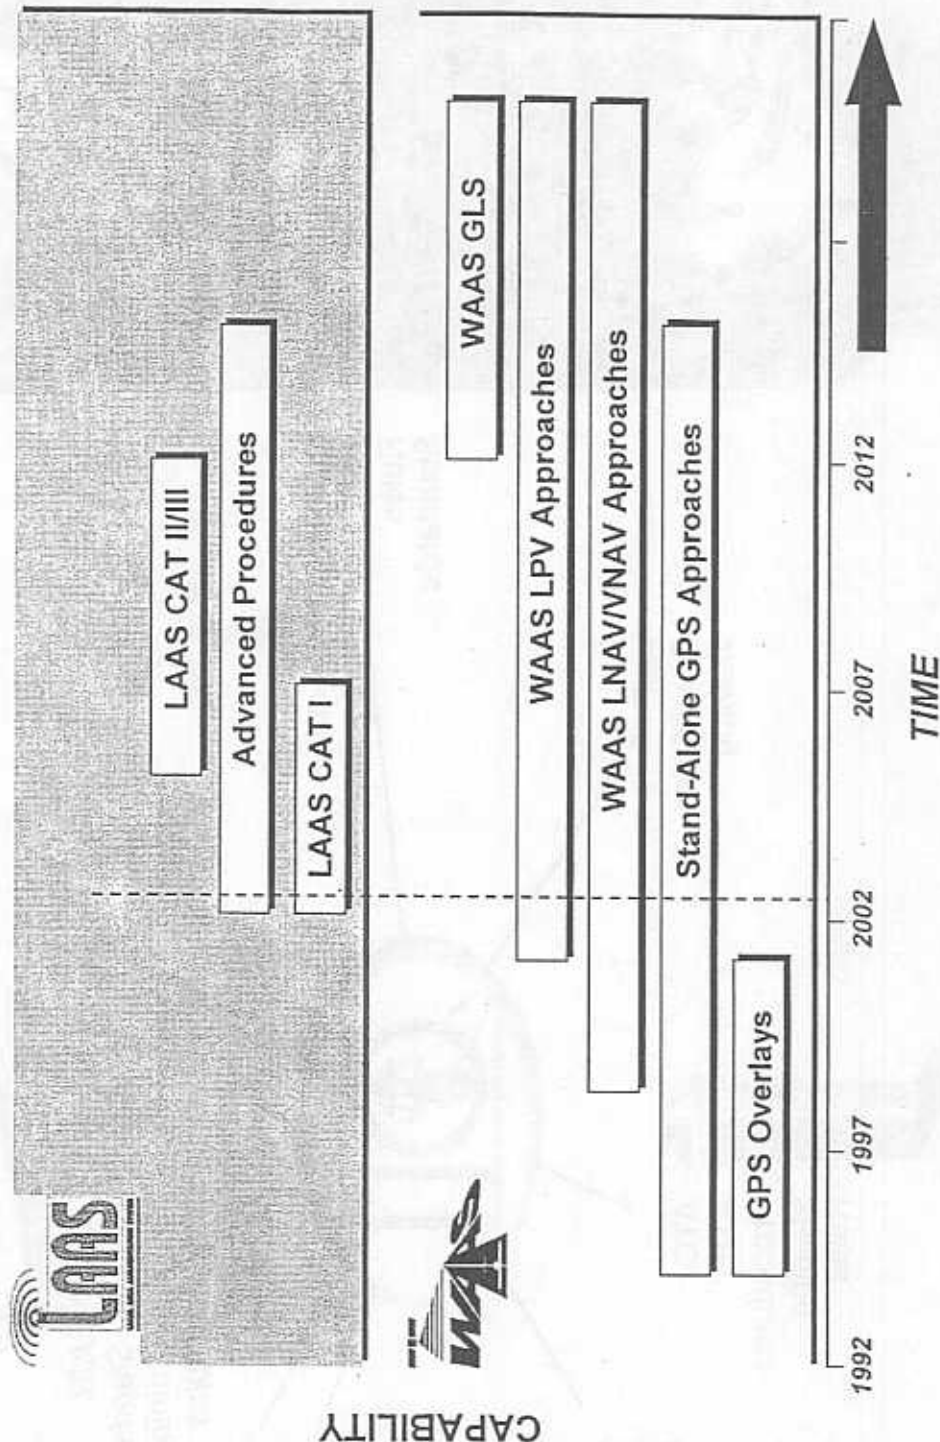 LAAS
LAAS CAT II/III
Advanced Procedures
LAAS CAT I
WAAS
WAAS GLS
WAAS LPV Approaches
WAAS LNAV/VNAV Approaches
Stand-Alone GPS Approaches
GPS Overlays
CAPABILITY
1992 1997 2002 2007 2012
TIME